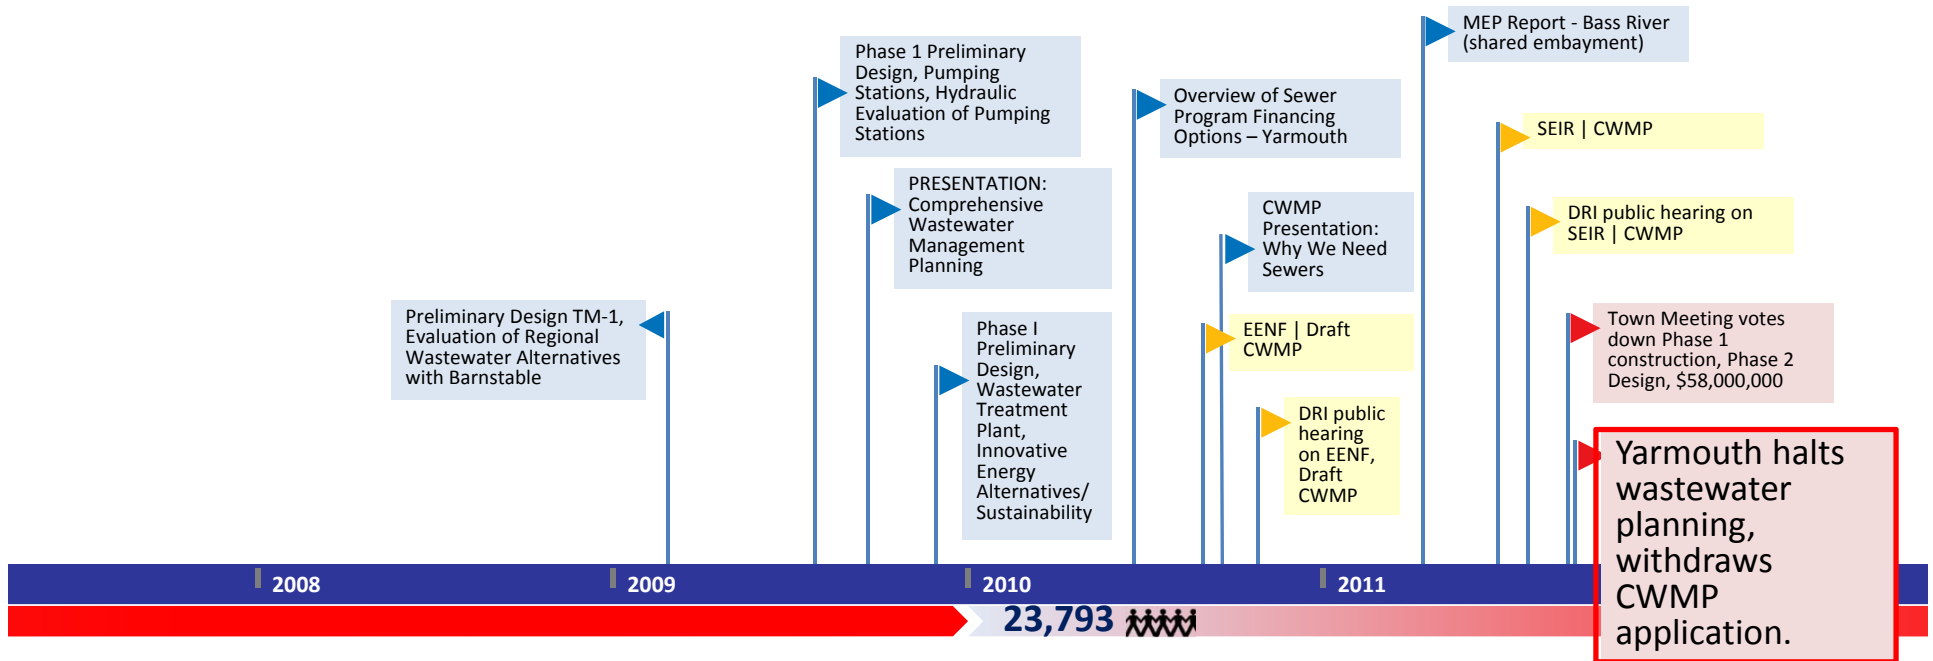 Preliminary Design TM-1,
Evaluation of Regional
Wastewater Alternatives
with Barnstable
Phase 1 Preliminary
Design, Pumping
Stations, Hydraulic
Evaluation of Pumping
Stations
PRESENTATION:
Comprehensive
Wastewater
Management
Planning
Phase I
Preliminary
Design,
Wastewater
Treatment
Plant,
Innovative
Energy
Alternatives/
Sustainability
Overview of Sewer
Program Financing
Options – Yarmouth
CWMP
Presentation:
Why We Need
Sewers
EENF | Draft
CWMP
DRI public
hearing
on EENF,
Draft
CWMP
MEP Report - Bass River
(shared embayment)
SEIR | CWMP
DRI public hearing on
SEIR | CWMP
Town Meeting votes
down Phase 1
construction, Phase 2
Design, $58,000,000
Yarmouth halts
wastewater
planning,
withdraws
CWMP
application.
2008
2009
2010
2011
23,793